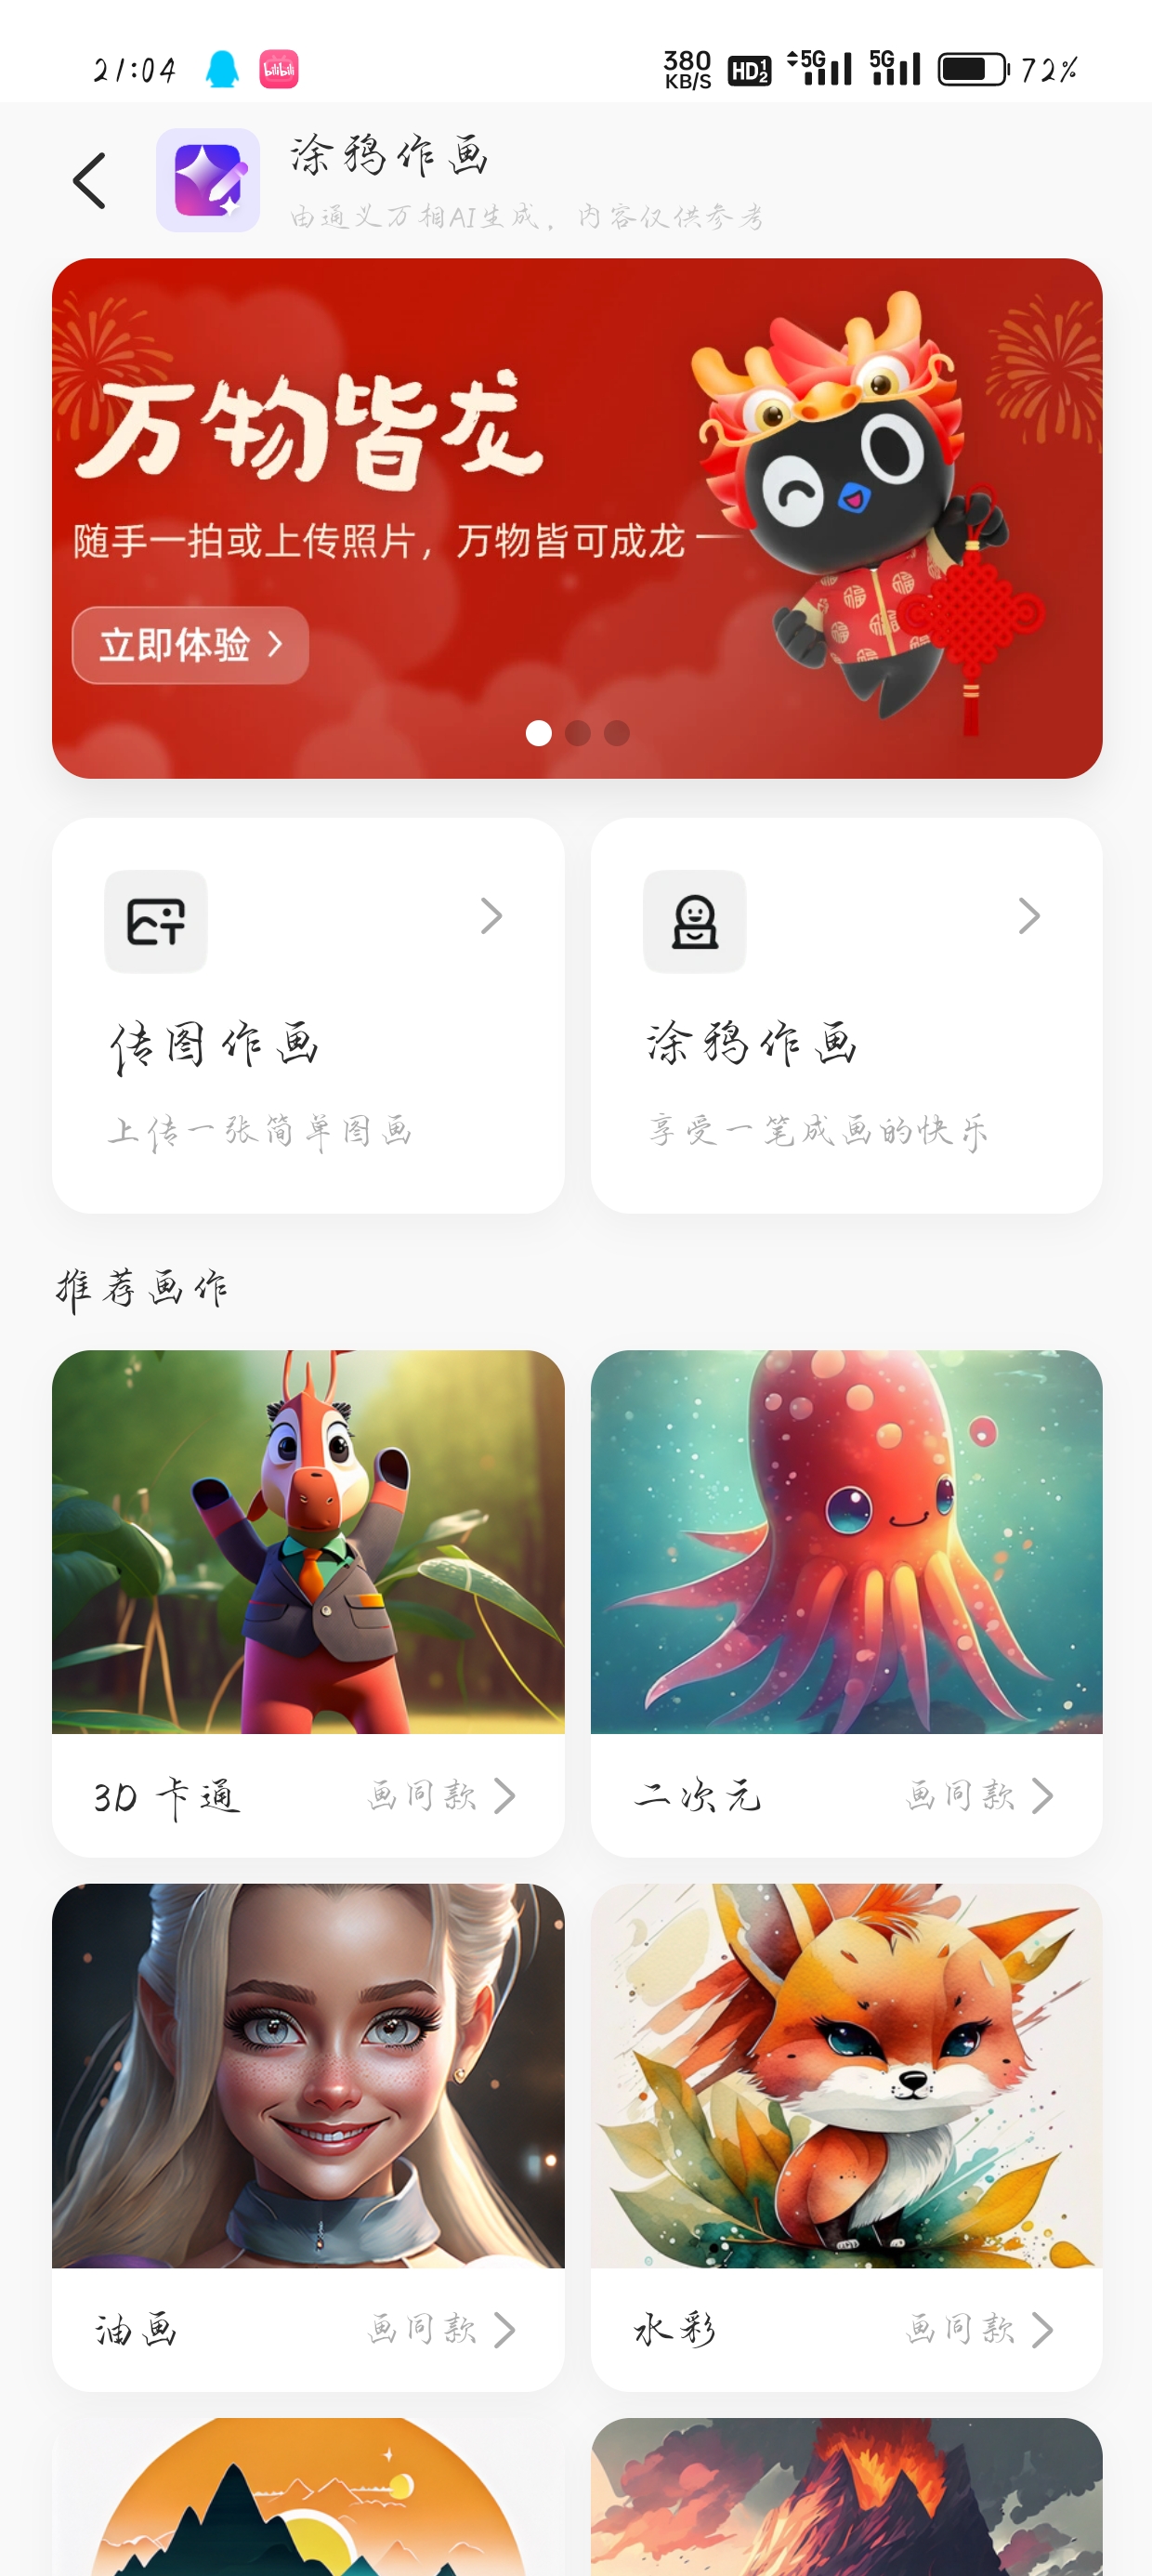 21:04
bilibili
380 KB/S HD 1 2 5G 5G 72%
涂鸦作画
由通义万相AI生成，内容仅供参考
万物皆龙
随手一拍或上传照片，万物皆可成龙
立即体验
传图作画
涂鸦作画
上传一张简单图画
享受一笔成画的快乐
推荐画作
3D 卡通 画同款
二次元 画同款
油画 画同款
水彩 画同款